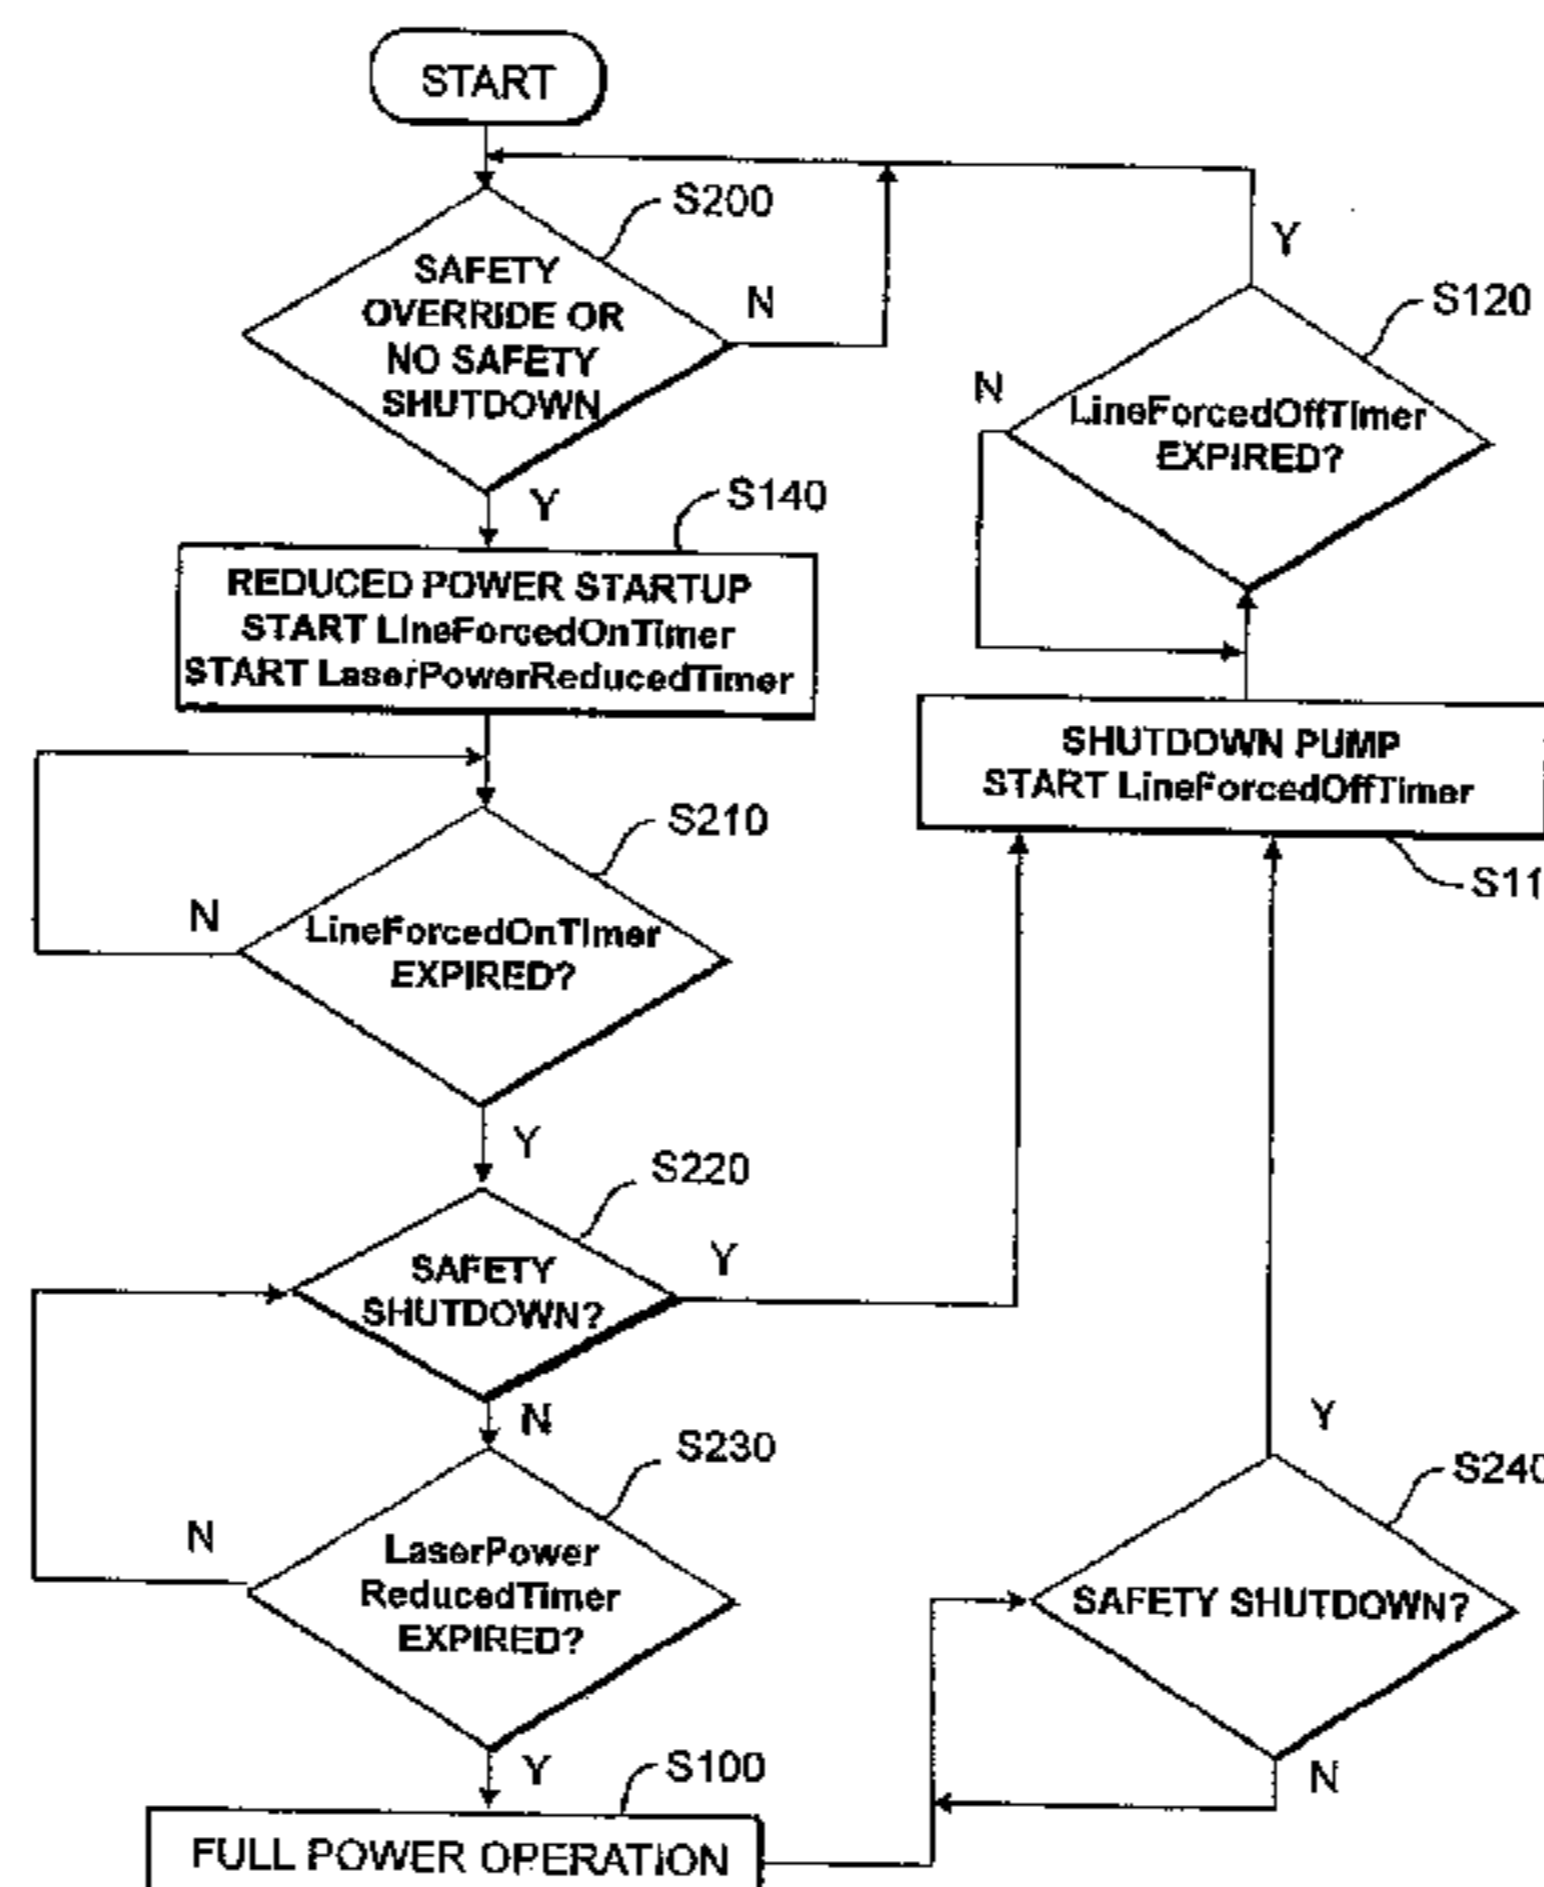 START
S200
SAFETY
OVERRIDE OR
NO SAFETY
SHUTDOWN
N
Y
S140
REDUCED POWER STARTUP
START LineForcedOnTimer
START LaserPowerReducedTimer
S210
LineForcedOnTimer
EXPIRED?
N
Y
S220
SAFETY
SHUTDOWN?
Y
N
S230
LaserPower
ReducedTimer
EXPIRED?
N
Y
S100
FULL POWER OPERATION
Y
S120
N
LineForcedOffTimer
EXPIRED?
SHUTDOWN PUMP
START LineForcedOffTimer
S11
Y
S240
SAFETY SHUTDOWN?
N